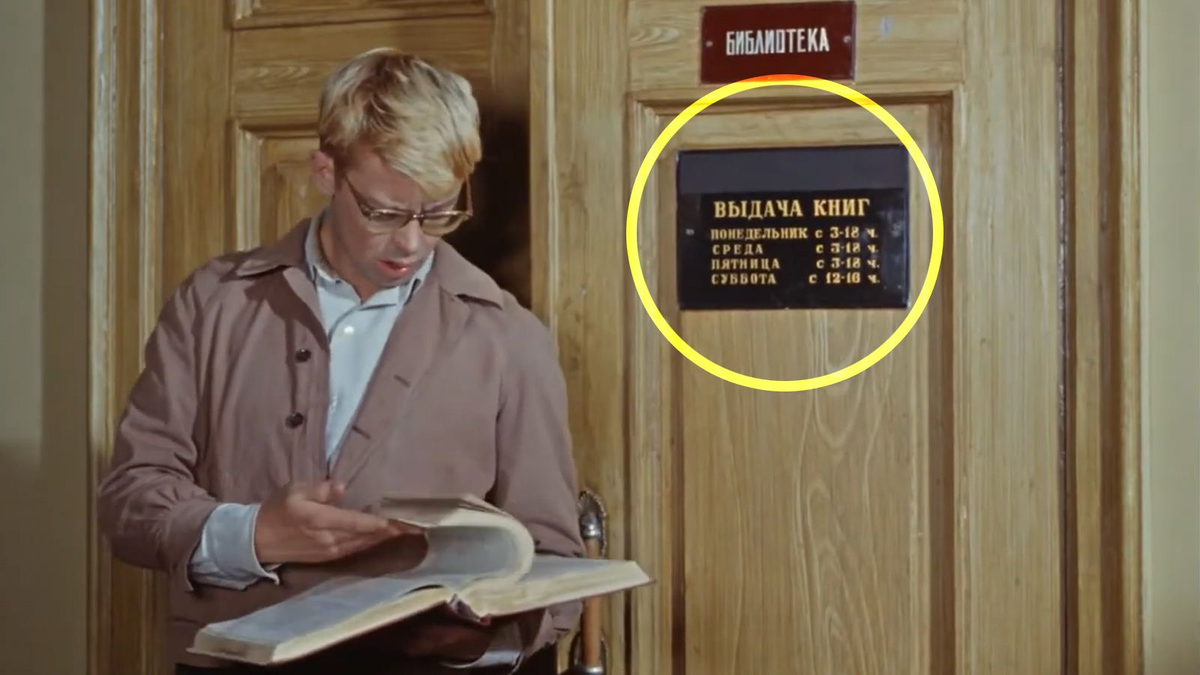 БИБЛИОТЕКА
ВЫДАЧА КНИГ
ПОНЕДЕЛЬНИК с 3-18 ч.
СРЕДА с 3-18 ч.
ПЯТНИЦА с 3-18 ч.
СУББОТА с 12-16 ч.